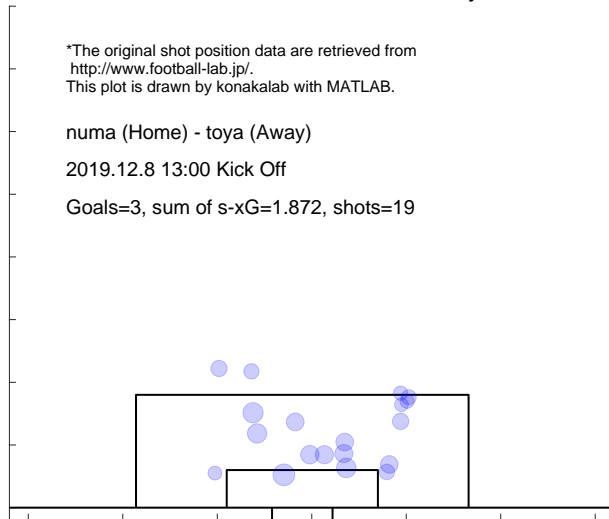 *The original shot position data are retrieved from
http://www.football-lab.jp/.
This plot is drawn by konakalab with MATLAB.
numa (Home) - toya (Away)
2019.12.8 13:00 Kick Off
Goals=3, sum of s-xG=1.872, shots=19